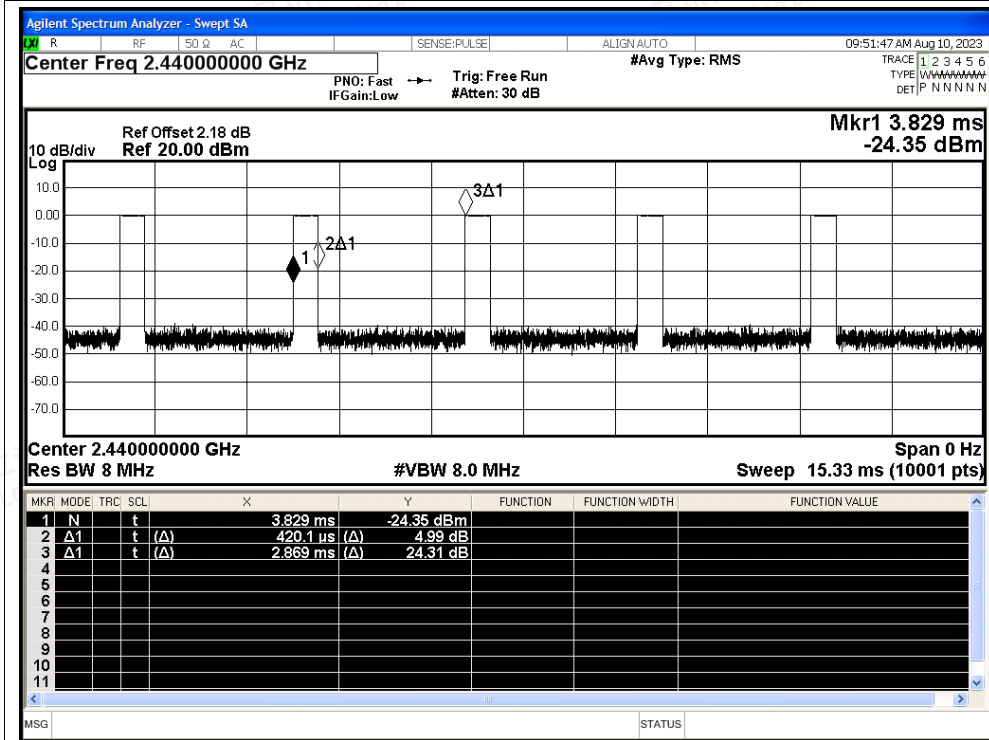 Agilent Spectrum Analyzer - Swept SA
LXI R RF 50 Ω AC SENSE:PULSE ALIGN AUTO 09:51:47 AM Aug 10, 2023
Center Freq 2.440000000 GHz #Avg Type: RMS TRACE 1 2 3 4 5 6
PNO: Fast Trig: Free Run TYPE
IFGain:Low #Atten: 30 dB DET P N N N N N
Mkr1 3.829 ms
Ref Offset 2.18 dB
10 dB/div Ref 20.00 dBm -24.35 dBm
Log
10.0
3Δ1
0.00
-10.0
2Δ1
1
-20.0
-30.0
-40.0
-50.0
-60.0
-70.0
Center 2.440000000 GHz Span 0 Hz
Res BW 8 MHz #VBW 8.0 MHz Sweep 15.33 ms (10001 pts)
MKR MODE TRC SCL X Y FUNCTION FUNCTION WIDTH FUNCTION VALUE
1 N t 3.829 ms -24.35 dBm
2 Δ1 t (Δ) 420.1 µs (Δ) 4.99 dB
3 Δ1 t (Δ) 2.869 ms (Δ) 24.31 dB
4
5
6
7
8
9
10
11
MSG STATUS